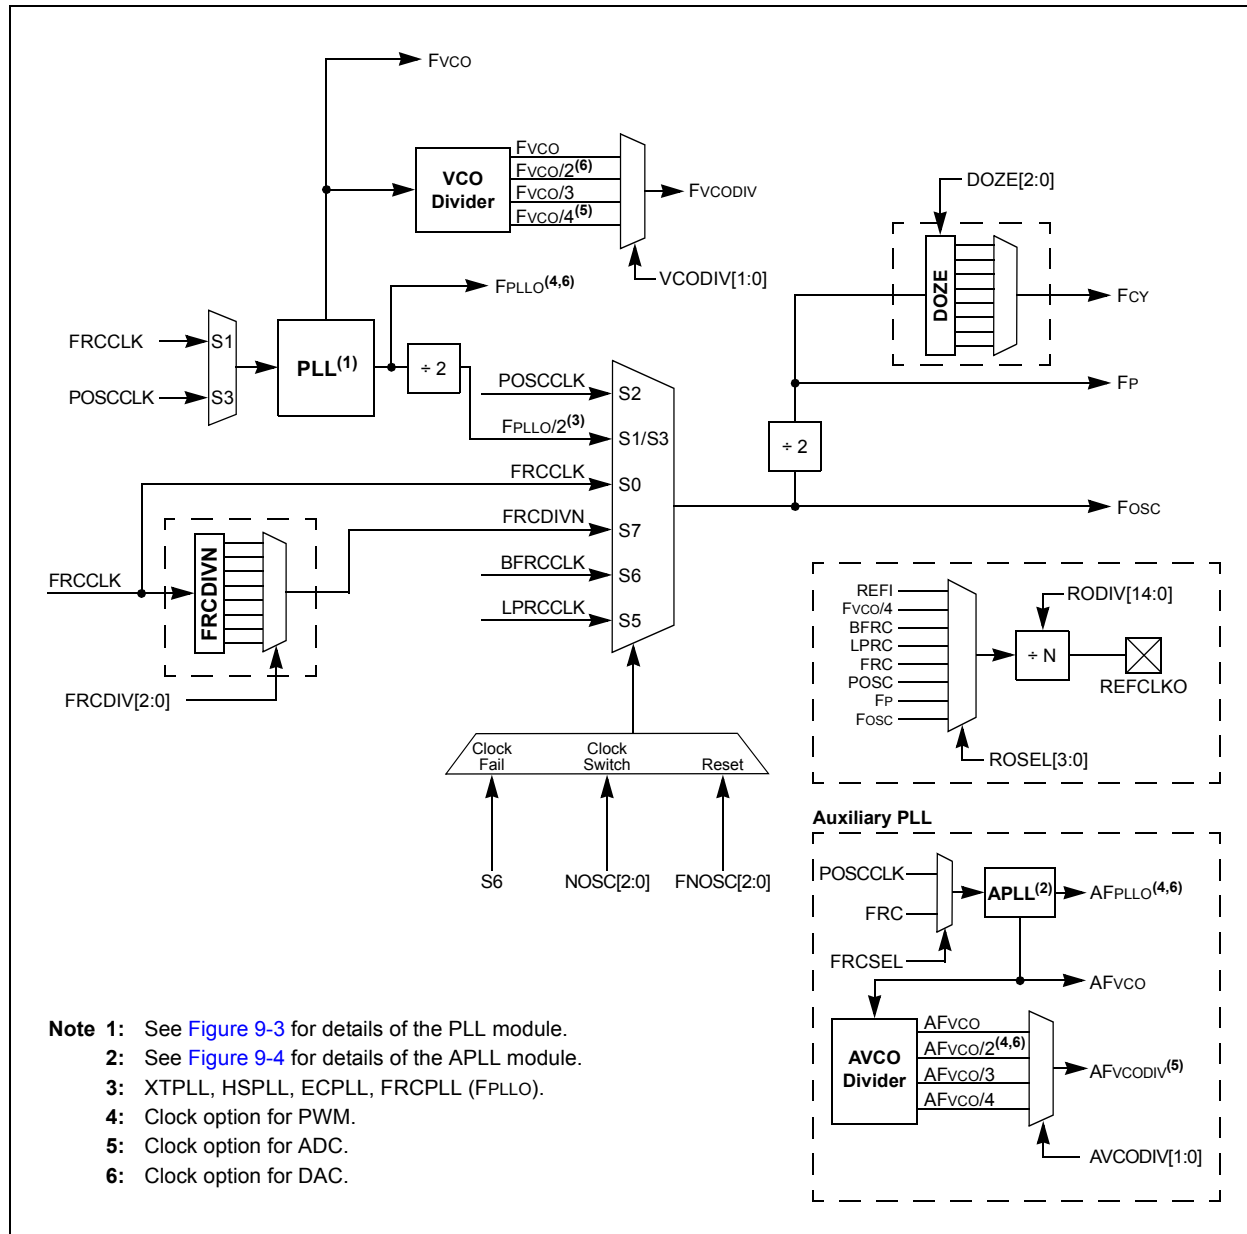 FVCO
VCO
Divider
FVCO
FVCO/2(6)
FVCO/3
FVCO/4(5)
FVCODIV
VCODIV[1:0]
FPLLO(4,6)
FRCCLK
POSCCLK
S1
S3
PLL(1)
÷ 2
POSCCLK
FPLLO/2(3)
FRCCLK
FRCDIVN
BFRCCLK
LPRCCLK
S2
S1/S3
S0
S7
S6
S5
FRCCLK
FRCDIVN
FRCDIV[2:0]
Clock
Fail
Clock
Switch
Reset
S6
NOSC[2:0]
FNOSC[2:0]
DOZE[2:0]
DOZE
FCY
FP
÷ 2
FOSC
REFI
FVCO/4
BFRC
LPRC
FRC
POSC
FP
FOSC
RODIV[14:0]
÷ N
REFCLKO
ROSEL[3:0]
Auxiliary PLL
POSCCLK
FRC
FRCSEL
APLL(2)
AFPLLO(4,6)
AFVCO
AVCO
Divider
AFVCO
AFVCO/2(4,6)
AFVCO/3
AFVCO/4
AFVCODIV(5)
AVCODIV[1:0]
Note 1: See Figure 9-3 for details of the PLL module.
2: See Figure 9-4 for details of the APLL module.
3: XTPLL, HSPLL, ECPLL, FRCPLL (FPLLO).
4: Clock option for PWM.
5: Clock option for ADC.
6: Clock option for DAC.